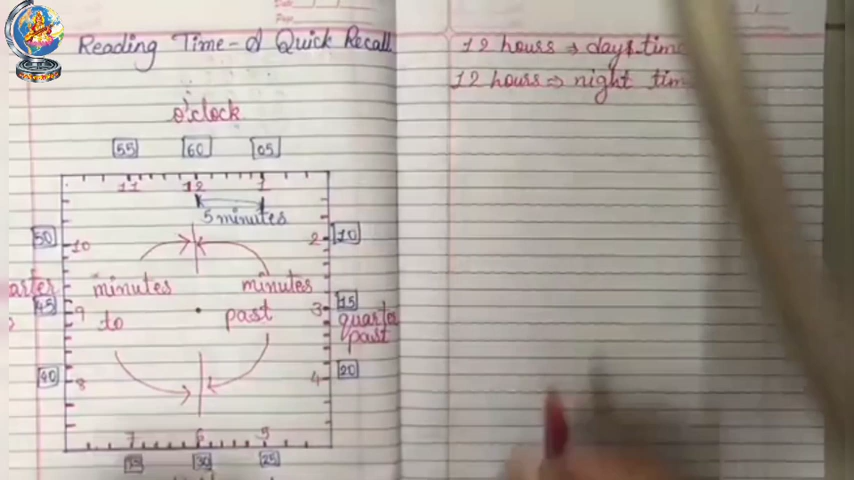 Reading Time - A Quick Recall
o'clock
55 60 05
11 12 1
5 minutes
50 10 2 10
minutes minutes
45 9 to past 3 15
quarter
past
40 8 4 20
7 6 5
35 30 25
12 hours ⇒ day time
12 hours ⇒ night